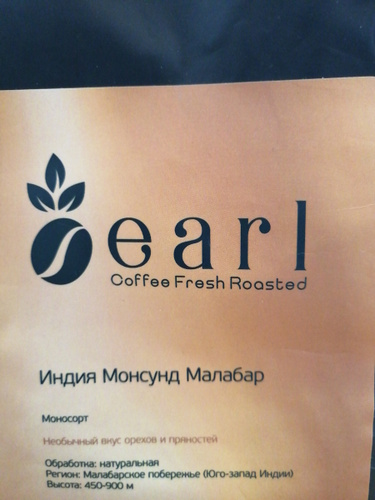 earl
Coffee Fresh Roasted
Индия Монсунд Малабар
Моносорт
Необычный вкус орехов и пряностей
Обработка: натуральная
Регион: Малабарское побережье (Юго-запад Индии)
Высота: 450-900 м